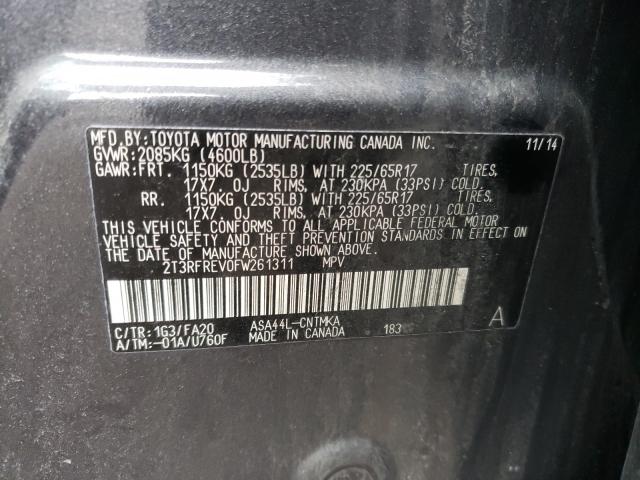 MFD.BY:TOYOTA MOTOR MANUFACTURING CANADA INC. 11/14
GVWR:2085KG (4600LB)
GAWR:FRT. 1150KG (2535LB) WITH 225/65R17 TIRES,
17X7.0J RIMS, AT 230KPA (33PSI) COLD.
RR. 1150KG (2535LB) WITH 225/65R17 TIRES,
17X7.0J RIMS, AT 230KPA (33PSI) COLD.
THIS VEHICLE CONFORMS TO ALL APPLICABLE FEDERAL MOTOR
VEHICLE SAFETY AND THEFT PREVENTION STANDARDS IN EFFECT ON
THE DATE OF MANUFACTURE SHOWN ABOVE.
2T3RFREV0FW261311 MPV
C/TR:1G3/FA20 ASA44L-CNTMKA 183 A
A/TM:-01A/U760F MADE IN CANADA